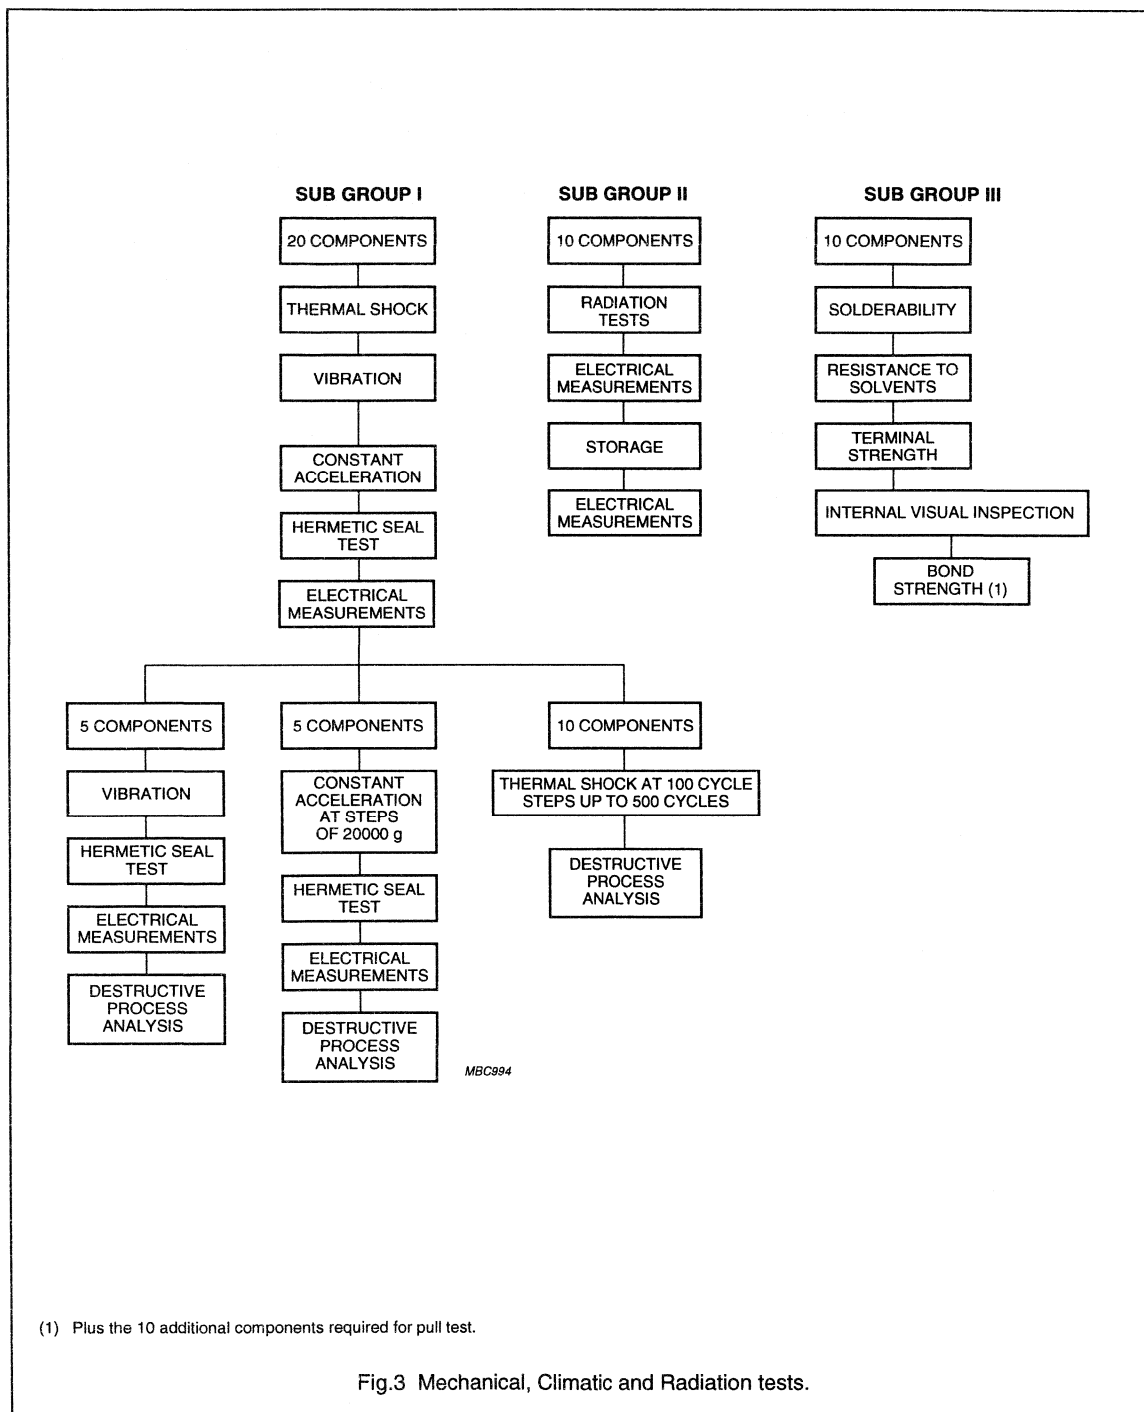 SUB GROUP I
20 COMPONENTS
THERMAL SHOCK
VIBRATION
CONSTANT
ACCELERATION
HERMETIC SEAL
TEST
ELECTRICAL
MEASUREMENTS
5 COMPONENTS
VIBRATION
HERMETIC SEAL
TEST
ELECTRICAL
MEASUREMENTS
DESTRUCTIVE
PROCESS
ANALYSIS
5 COMPONENTS
CONSTANT
ACCELERATION
AT STEPS
OF 20000 g
HERMETIC SEAL
TEST
ELECTRICAL
MEASUREMENTS
DESTRUCTIVE
PROCESS
ANALYSIS
10 COMPONENTS
THERMAL SHOCK AT 100 CYCLE
STEPS UP TO 500 CYCLES
DESTRUCTIVE
PROCESS
ANALYSIS
SUB GROUP II
10 COMPONENTS
RADIATION
TESTS
ELECTRICAL
MEASUREMENTS
STORAGE
ELECTRICAL
MEASUREMENTS
SUB GROUP III
10 COMPONENTS
SOLDERABILITY
RESISTANCE TO
SOLVENTS
TERMINAL
STRENGTH
INTERNAL VISUAL INSPECTION
BOND
STRENGTH (1)
MBC994
(1) Plus the 10 additional components required for pull test.
Fig.3 Mechanical, Climatic and Radiation tests.